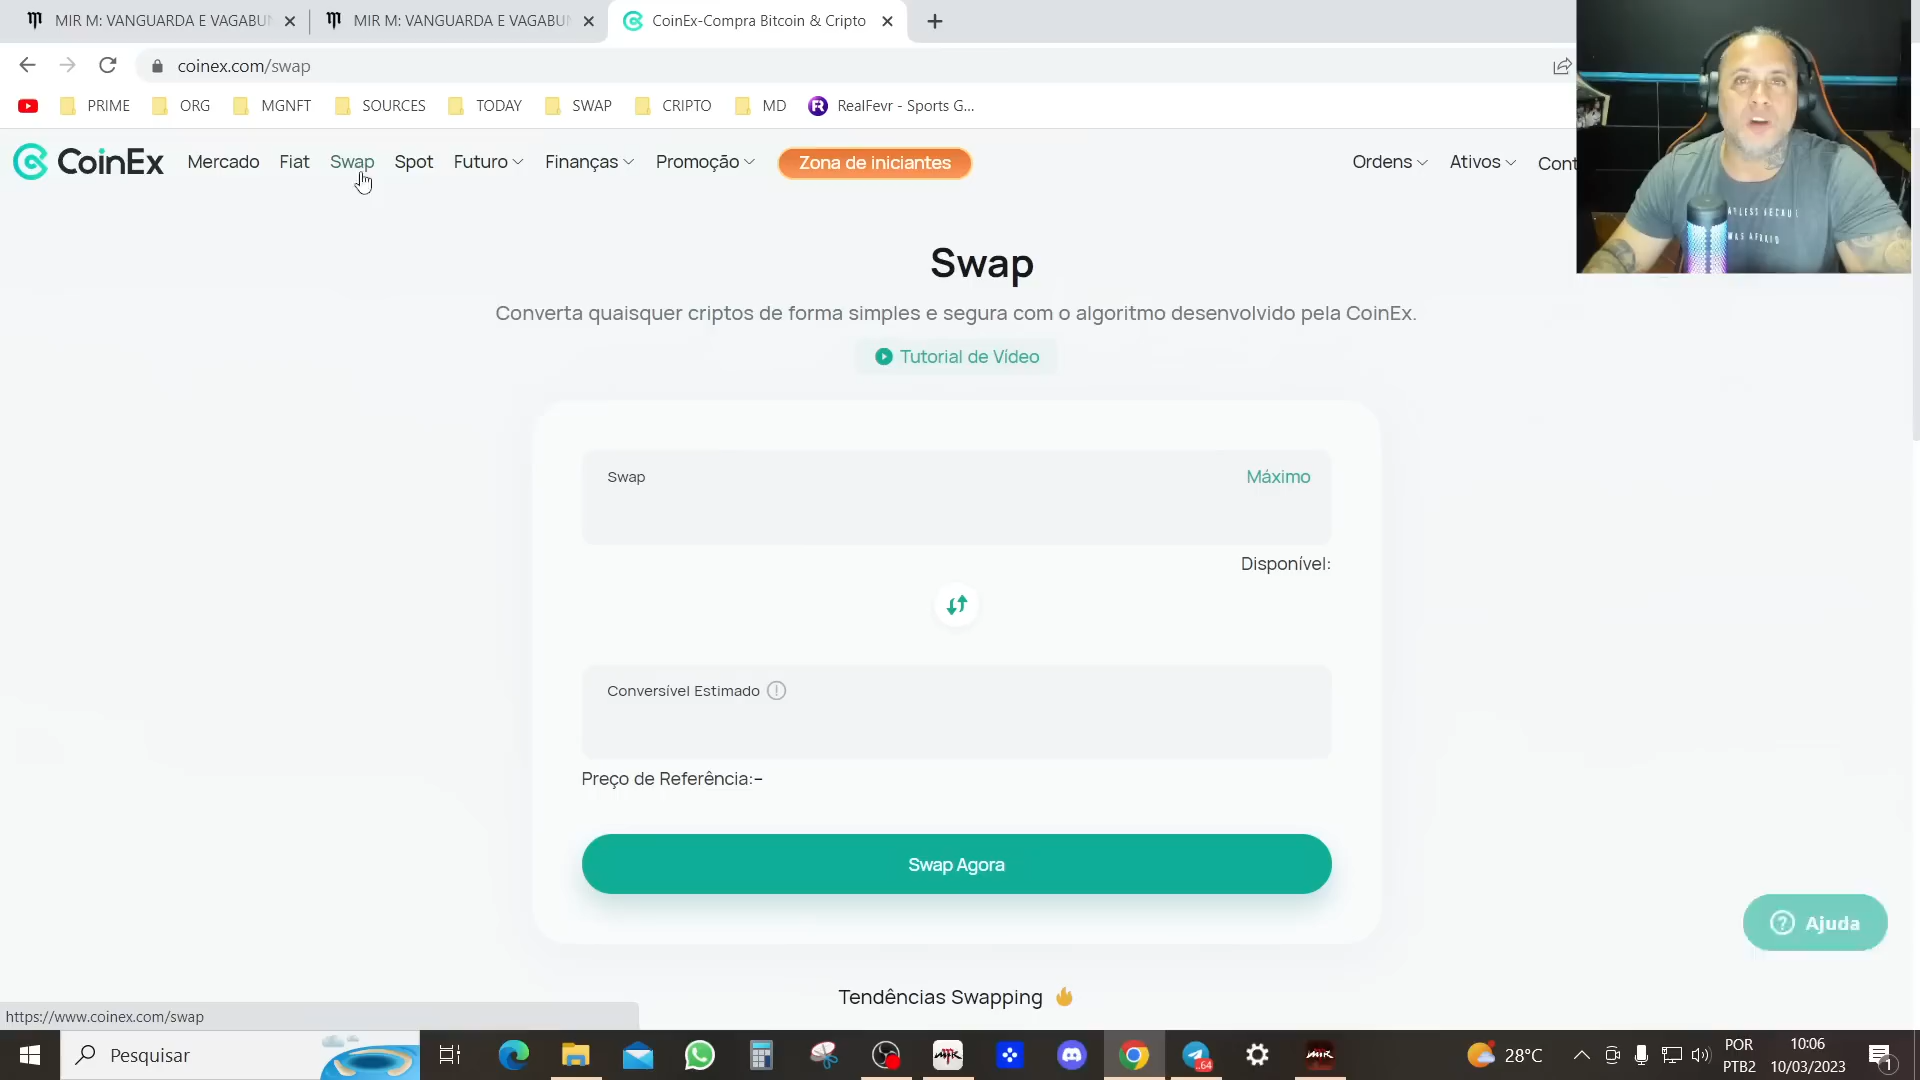 MIR M: VANGUARDA E VAGABUN
MIR M: VANGUARDA E VAGABU
CoinEx-Compra Bitcoin & Cripto
coinex.com/swap
PRIME
ORG
MGNFT
SOURCES
TODAY
SWAP
CRIPTO
MD
RealFevr - Sports G...
CoinEx
Mercado
Fiat
Swap
Spot
Futuro
Finanças
Promoção
Zona de iniciantes
Ordens
Ativos
Cont
Swap
Converta quaisquer criptos de forma simples e segura com o algoritmo desenvolvido pela CoinEx.
Tutorial de Vídeo
Swap
Máximo
Disponível:
Conversível Estimado
Preço de Referência:–
Swap Agora
Ajuda
Tendências Swapping
https://www.coinex.com/swap
Pesquisar
64
28°C
POR
PTB2
10:06
10/03/2023
1